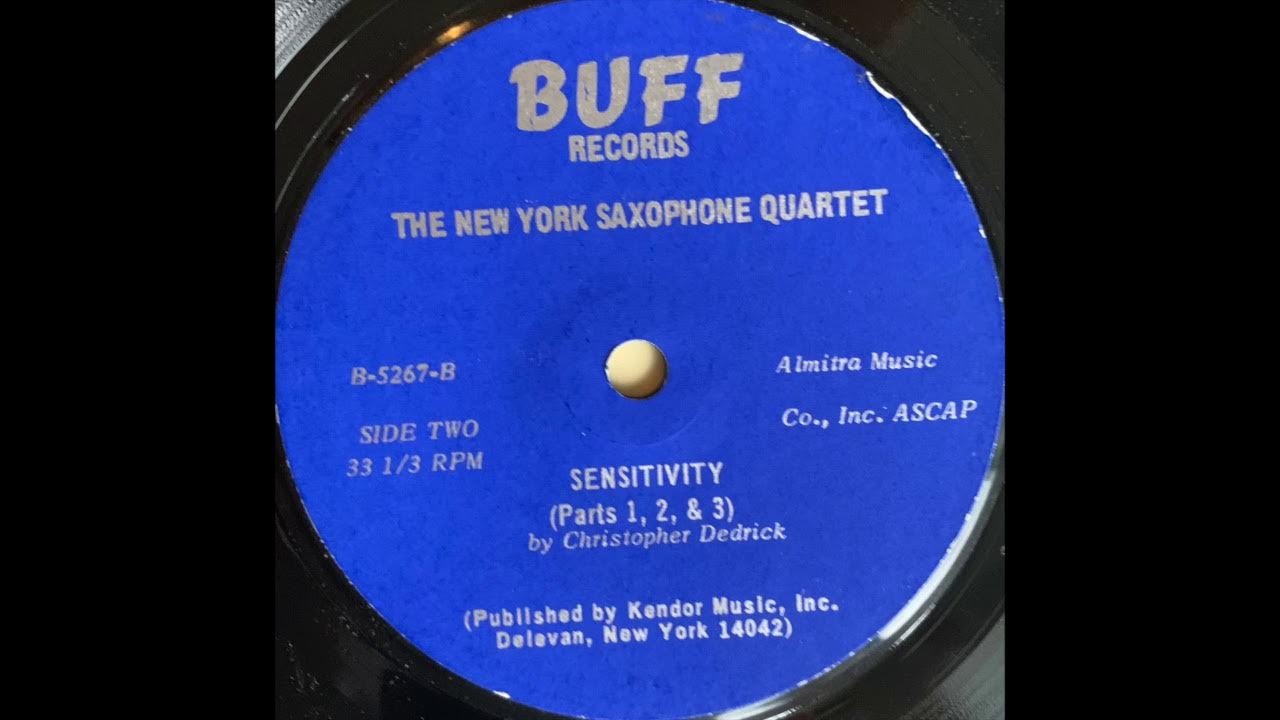 BUFF
RECORDS
THE NEW YORK SAXOPHONE QUARTET
B-5267-B
SIDE TWO
33 1/3 RPM
Almitra Music
Co., Inc. ASCAP
SENSITIVITY
(Parts 1, 2, & 3)
by Christopher Dedrick
(Published by Kendor Music, Inc.
Delevan, New York 14042)